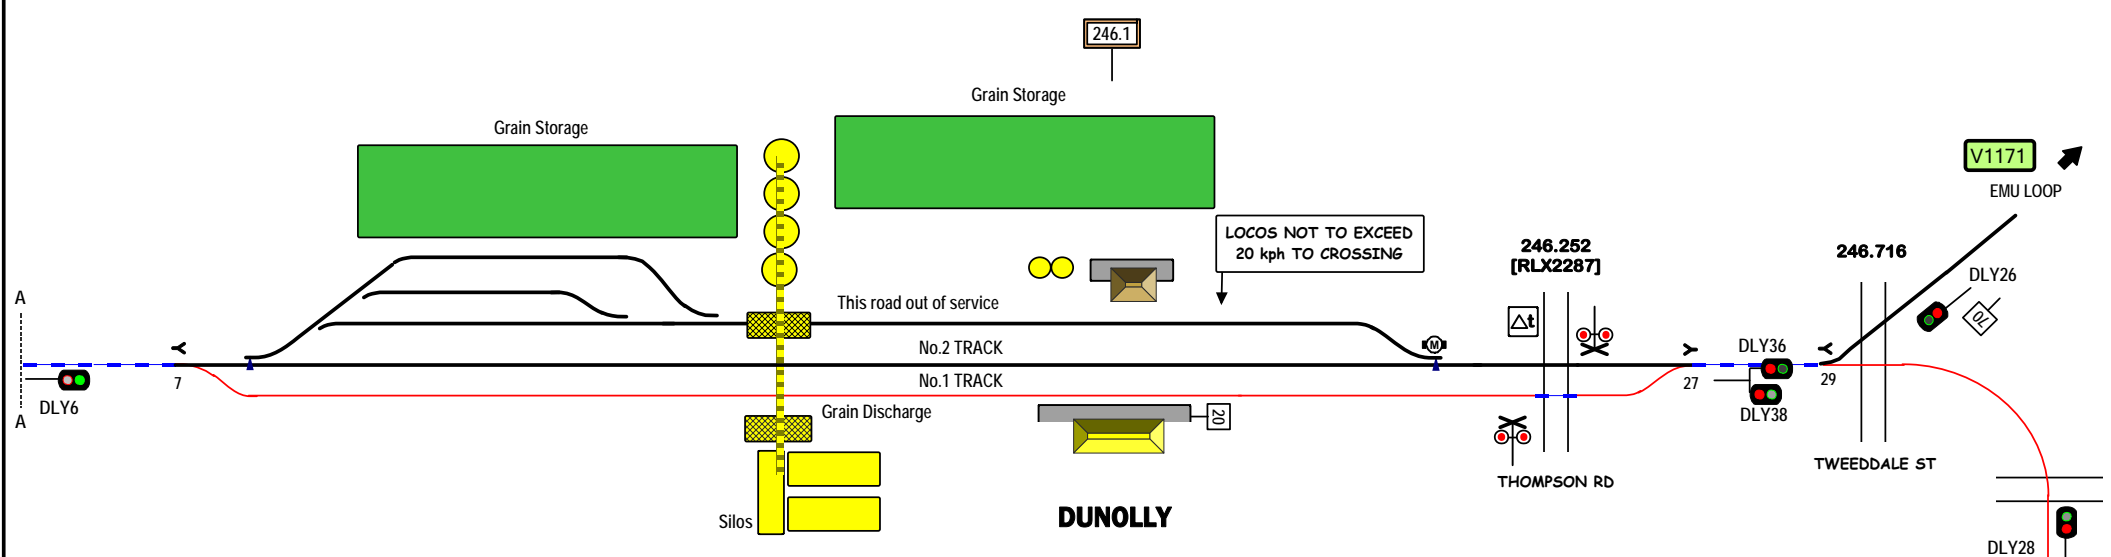 246.1
Grain Storage
Grain Storage
V1171
EMU LOOP
LOCOS NOT TO EXCEED
20 kph TO CROSSING
246.252
[RLX2287]
246.716
DLY26
70
A
This road out of service
Δt
M
No.2 TRACK
DLY36
7
No.1 TRACK
27
29
DLY6
A
Grain Discharge
20
DLY38
THOMPSON RD
TWEEDDALE ST
Silos
DUNOLLY
DLY28